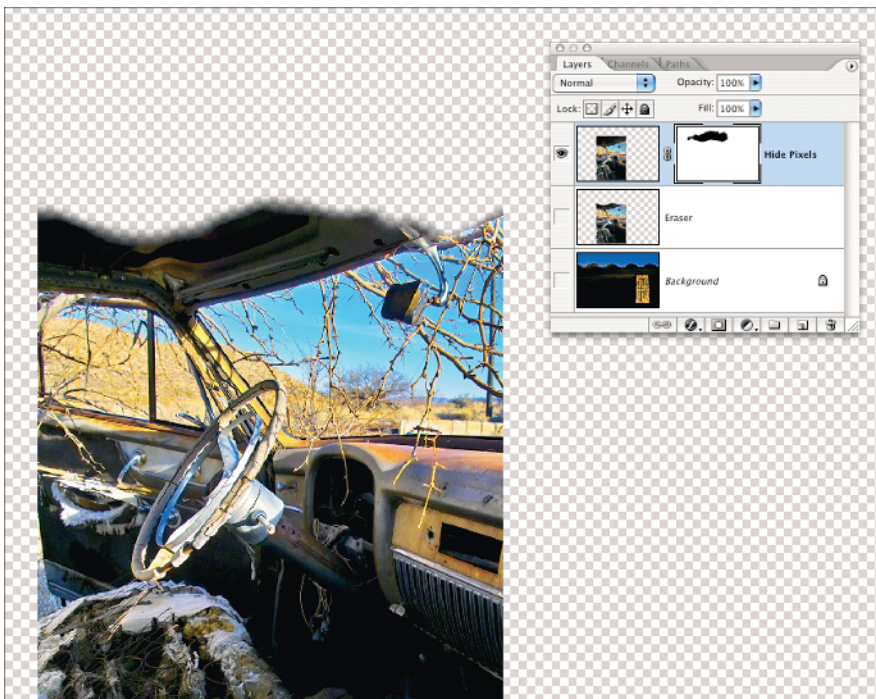 Layers Channels Paths
Normal Opacity: 100%
Lock: Fill: 100%
Hide Pixels
Eraser
Background